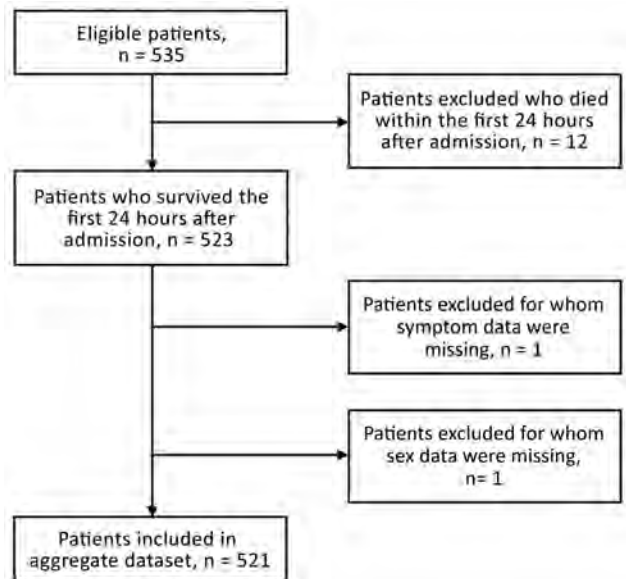 Eligible patients,
n = 535
Patients excluded who died
within the first 24 hours
after admission, n = 12
Patients who survived the
first 24 hours after
admission, n = 523
Patients excluded for whom
symptom data were
missing, n = 1
Patients excluded for whom
sex data were missing,
n= 1
Patients included in
aggregate dataset, n = 521